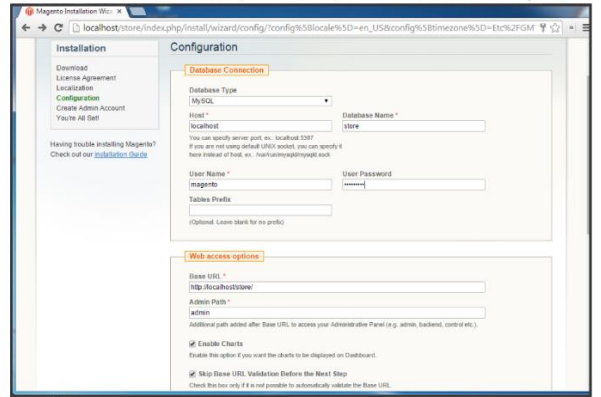 Magento Installation Wiza
localhost/store/index.php/install/wizard/config/?config%5Blocale%5D=en_US&config%5Btimezone%5D=Etc%2FGM
Installation
Download
License Agreement
Localization
Configuration
Create Admin Account
You're All Set!
Having trouble installing Magento?
Check out our Installation Guide
Configuration
Database Connection
Database Type
MySQL
Host * Database Name *
localhost store
You can specify server port, ex.: localhost:3307
If you are not using default UNIX socket, you can specify it
here instead of host, ex.: /var/run/mysqld/mysqld.sock
User Name * User Password
magento ••••••••
Tables Prefix
(Optional. Leave blank for no prefix)
Web access options
Base URL *
http://localhost/store/
Admin Path *
admin
Additional path added after Base URL to access your Administrative Panel (e.g. admin, backend, control etc.).
Enable Charts
Enable this option if you want the charts to be displayed on Dashboard.
Skip Base URL Validation Before the Next Step
Check this box only if it is not possible to automatically validate the Base URL.